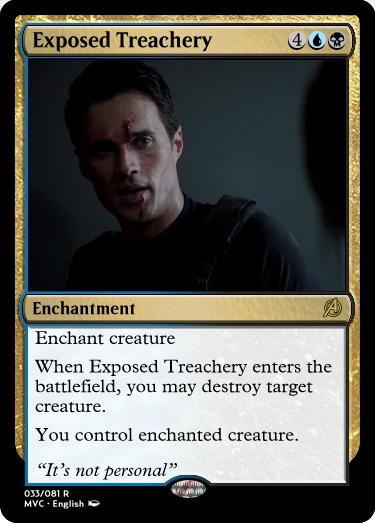 Exposed Treachery 4
Enchantment
Enchant creature
When Exposed Treachery enters the
battlefield, you may destroy target
creature.
You control enchanted creature.
“It's not personal”
033/081 R
MVC • English